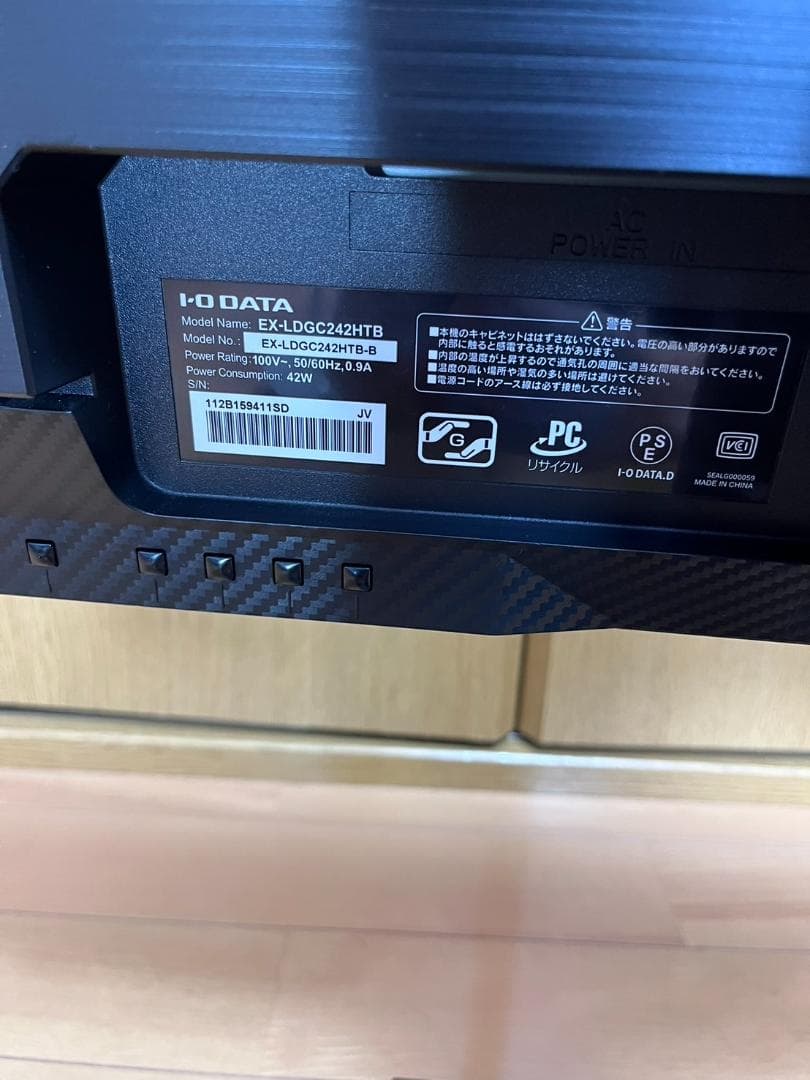 AC
POWER IN
I-O DATA
Model Name: EX-LDGC242HTB
Model No.: EX-LDGC242HTB-B
Power Rating: 100V~, 50/60Hz, 0.9A
Power Consumption: 42W
S/N:
112B159411SD JV
⚠ 警告
■本機のキャビネットははずさないでください。電圧の高い部分がありますので
内部に触ると感電するおそれがあります。
■内部の温度が上昇するので通気孔の周囲に適当な間隔をおいてください。
■温度の高い場所や湿気の多い場所は避けてください。
■電源コードのアース線は必ず接地してください。
G
PC
リサイクル
PS
E
I-O DATA.D
VCCI
SEALG000059
MADE IN CHINA